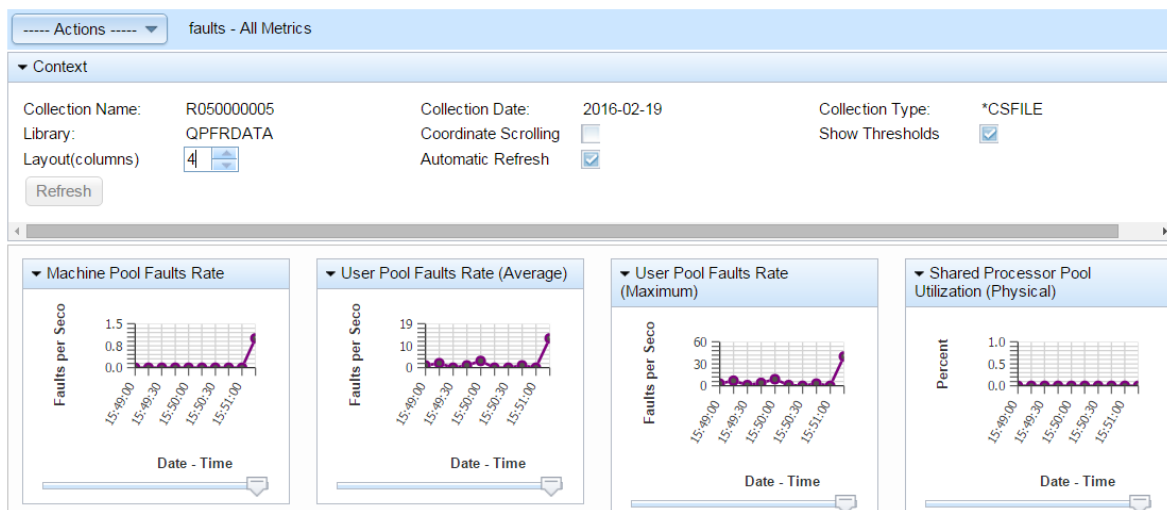 ----- Actions ----- faults - All Metrics
Context
Collection Name: R050000005 Collection Date: 2016-02-19 Collection Type: *CSFILE
Library: QPFRDATA Coordinate Scrolling Show Thresholds
Layout(columns) 4 Automatic Refresh
Refresh
Machine Pool Faults Rate
Faults per Seco
1.5
0.8
0.0
15:49:00
15:49:30
15:50:00
15:50:30
15:51:00
Date - Time
User Pool Faults Rate (Average)
Faults per Seco
19
10
0
15:49:00
15:49:30
15:50:00
15:50:30
15:51:00
Date - Time
User Pool Faults Rate
(Maximum)
Faults per Seco
60
30
0
15:49:00
15:49:30
15:50:00
15:50:30
15:51:00
Date - Time
Shared Processor Pool
Utilization (Physical)
Percent
1.0
0.5
0.0
15:49:00
15:49:30
15:50:00
15:50:30
15:51:00
Date - Time